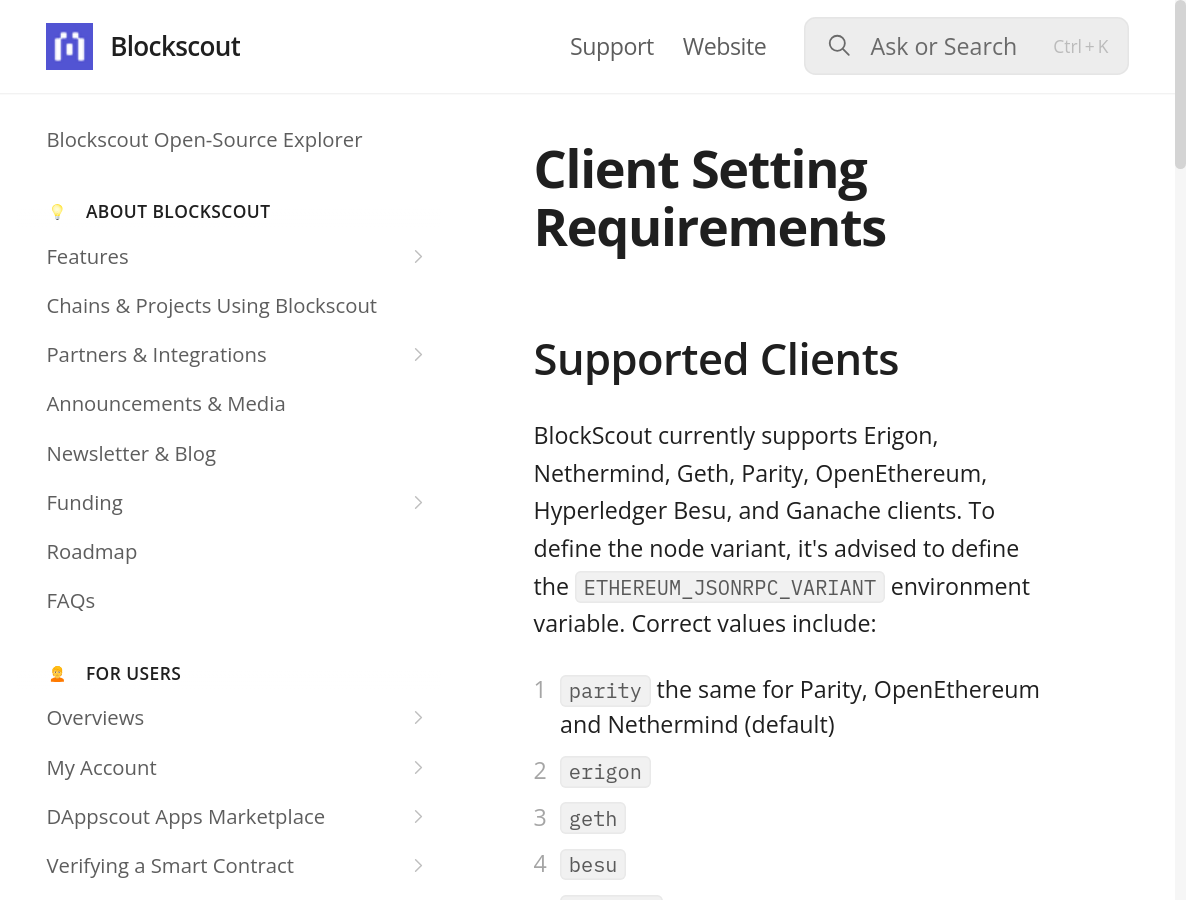 Blockscout
Support
Website
Ask or Search
Ctrl + K
Blockscout Open-Source Explorer
ABOUT BLOCKSCOUT
Features
Chains & Projects Using Blockscout
Partners & Integrations
Announcements & Media
Newsletter & Blog
Funding
Roadmap
FAQs
FOR USERS
Overviews
My Account
DAppscout Apps Marketplace
Verifying a Smart Contract
Client Setting
Requirements
Supported Clients
BlockScout currently supports Erigon,
Nethermind, Geth, Parity, OpenEthereum,
Hyperledger Besu, and Ganache clients. To
define the node variant, it's advised to define
the ETHEREUM_JSONRPC_VARIANT environment
variable. Correct values include:
1 parity the same for Parity, OpenEthereum
and Nethermind (default)
2 erigon
3 geth
4 besu